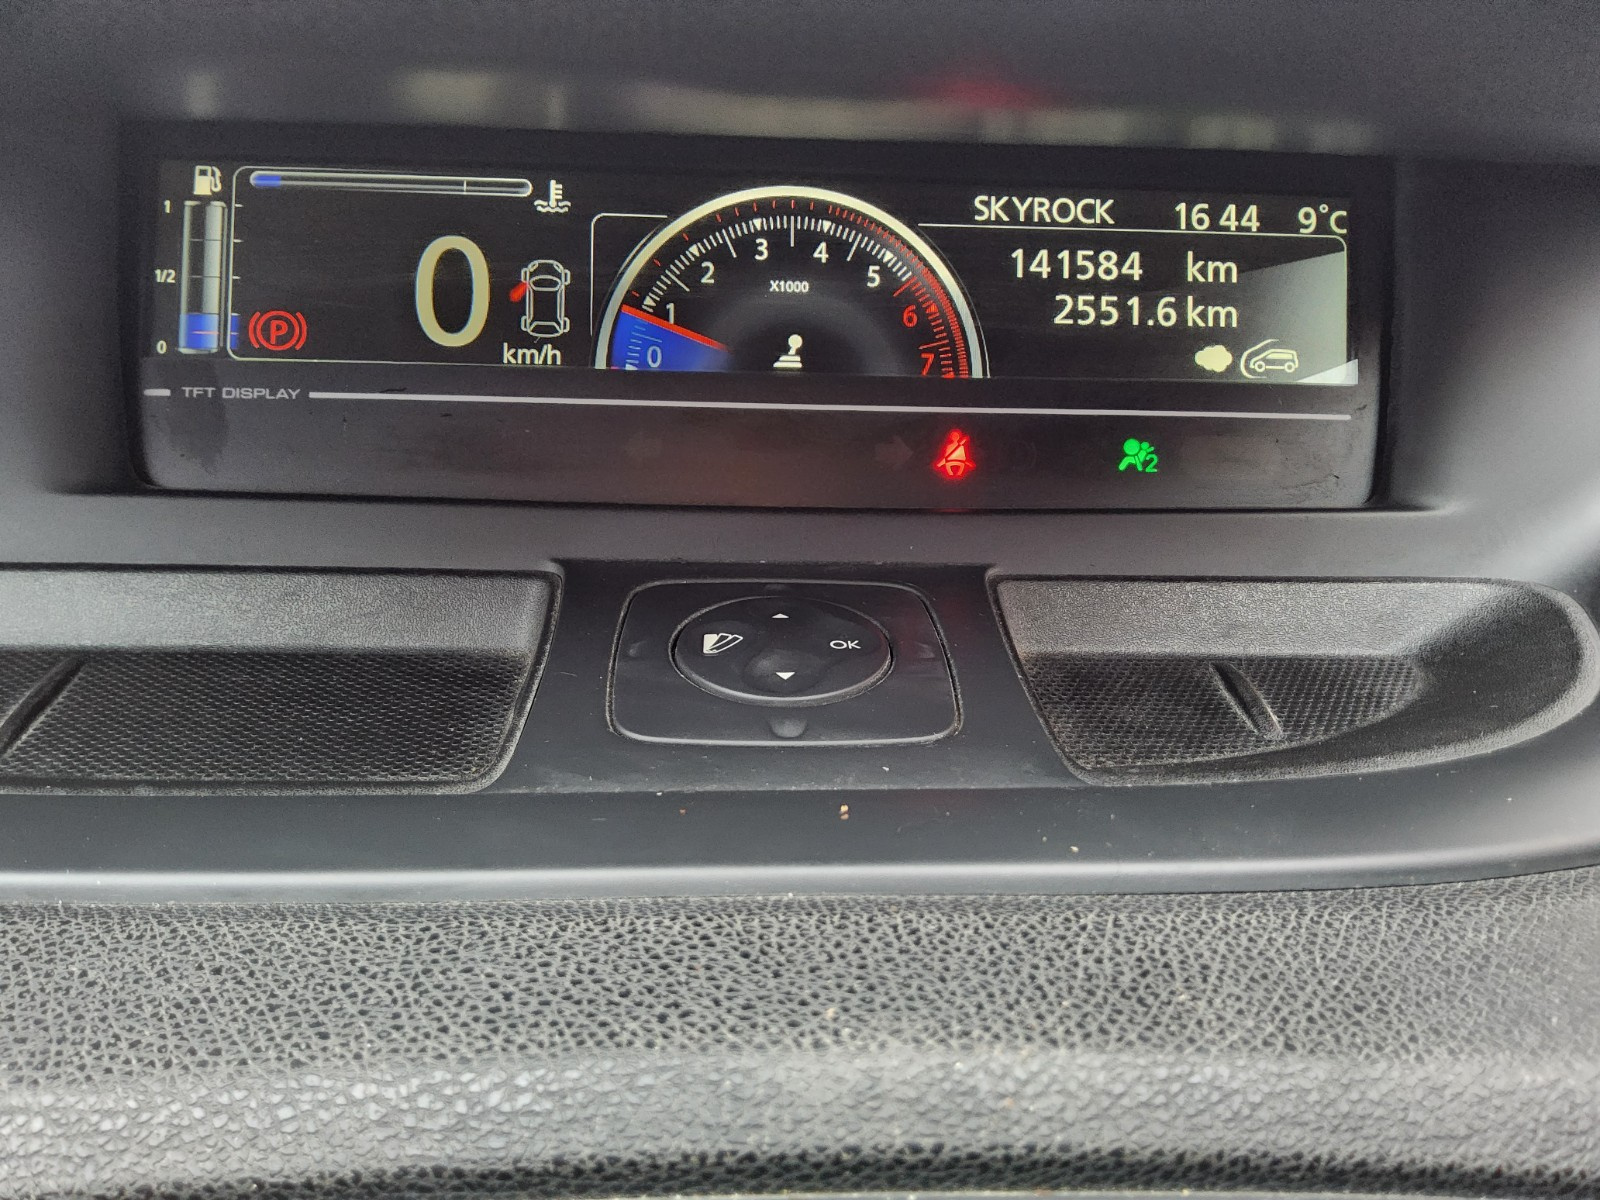 SKYROCK 16 44 9°C
1
1/2
0
P
0
km/h
0 1 2 3 4 5 6 7
X1000
141584 km
2551.6 km
TFT DISPLAY
2
OK